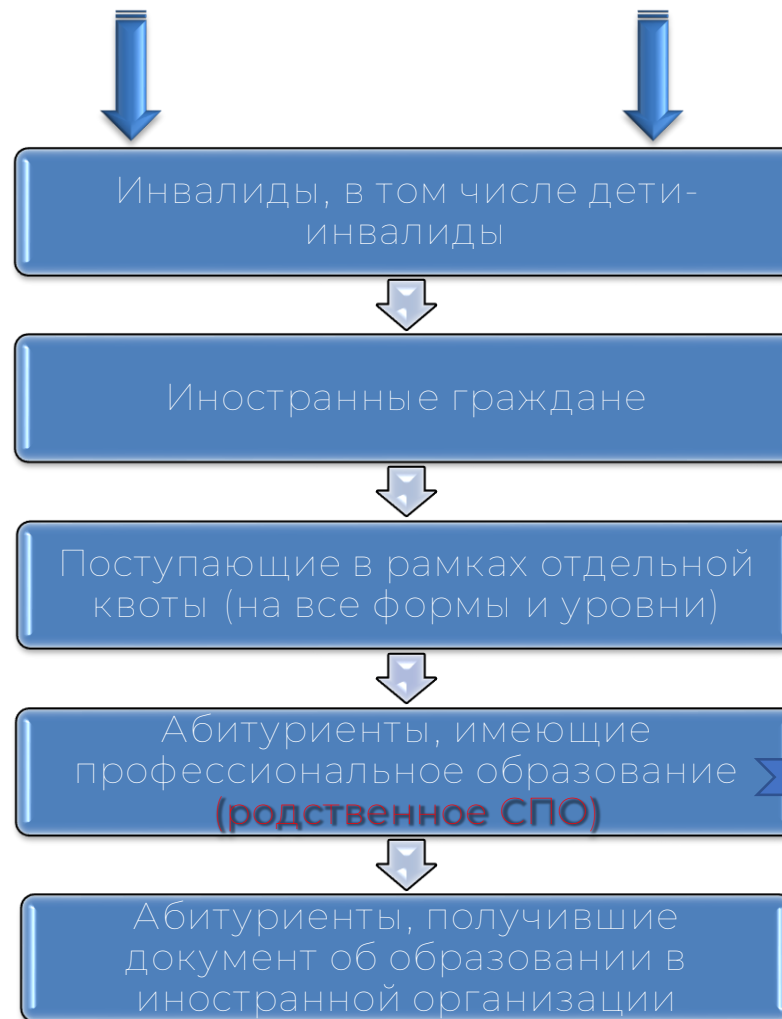 Инвалиды, в том числе дети-
инвалиды
Иностранные граждане
Поступающие в рамках отдельной
квоты (на все формы и уровни)
Абитуриенты, имеющие
профессиональное образование
(родственное СПО)
Абитуриенты, получившие
документ об образовании в
иностранной организации